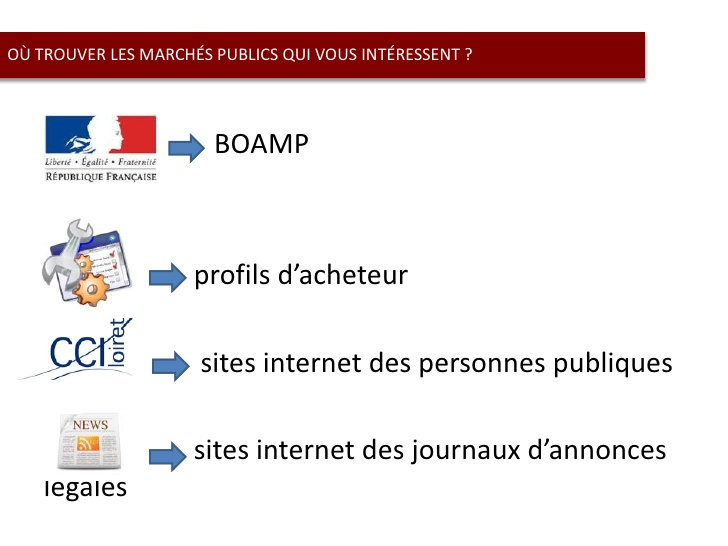 OÙ TROUVER LES MARCHÉS PUBLICS QUI VOUS INTÉRESSENT ?
Liberté • Égalité • Fraternité
RÉPUBLIQUE FRANÇAISE
BOAMP
profils d’acheteur
CCI loiret
sites internet des personnes publiques
NEWS
sites internet des journaux d’annonces
légales